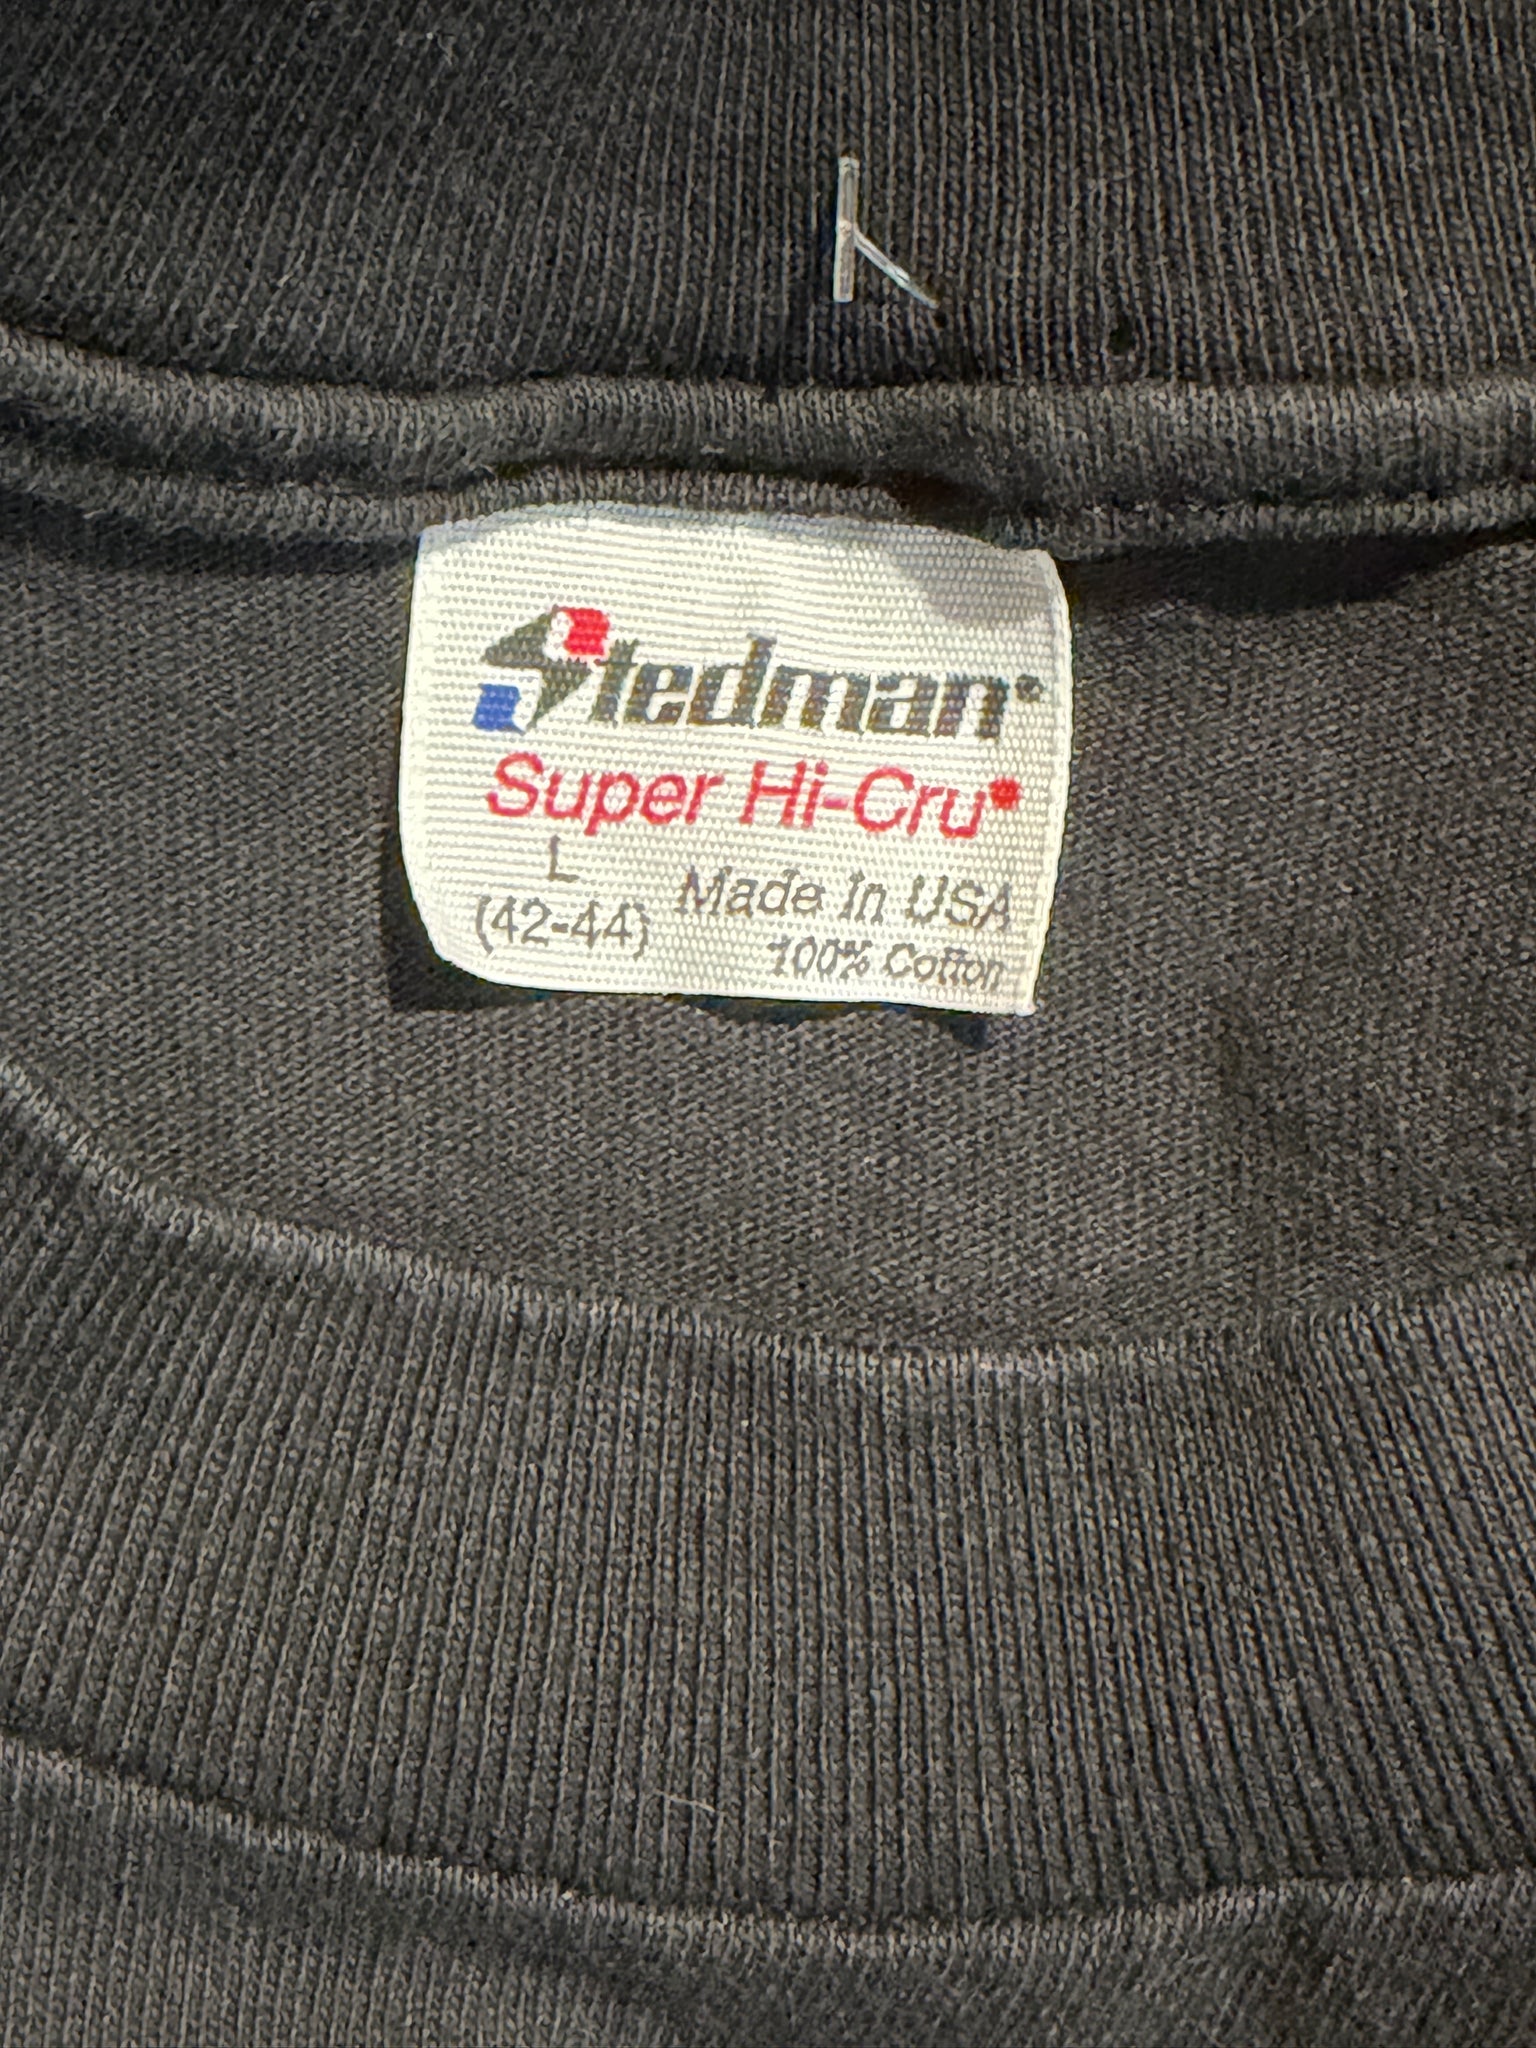 Stedman®
Super Hi-Cru®
L
(42-44)
Made In USA
100% Cotton